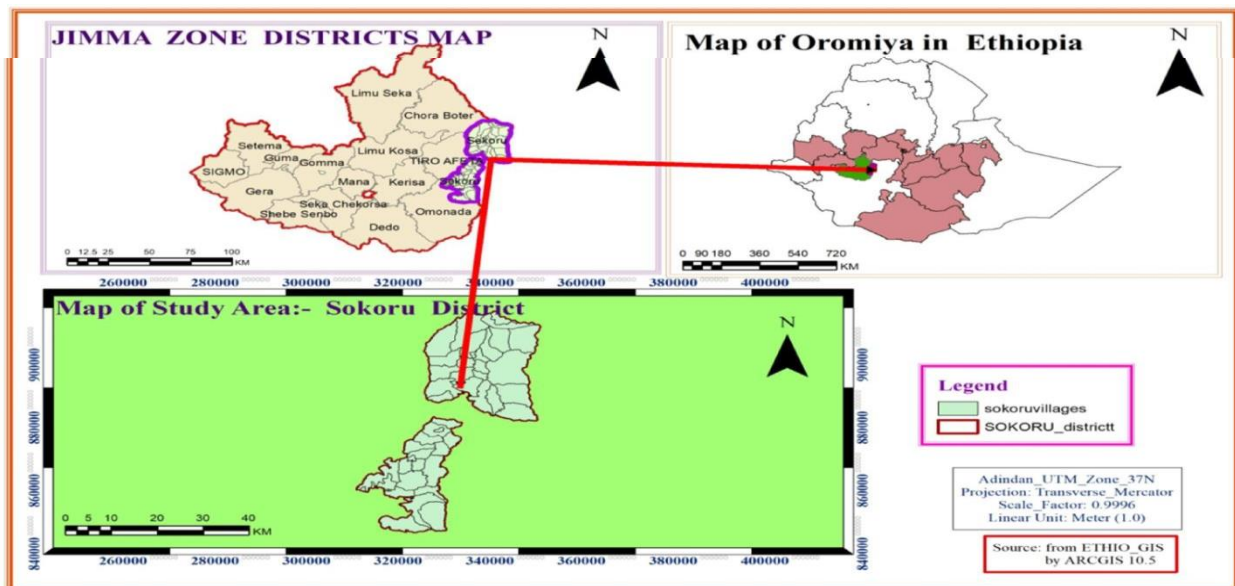 JIMMA ZONE DISTRICTS MAP
N
Limu Seka
Chora Boter
Sekoru
Setema
Guma
Gomma
Limu Kosa
TIRO AFETA
SIGMO
Gera
Mana
Kerisa
Sekoru
Seka Chekorsa
Shebe Senbo
Omonada
Dedo
0 12.5 25 50 75 100
KM
Map of Oromiya in Ethiopia
N
0 90 180 360 540 720
KM
260000 280000 300000 320000 340000 360000 380000 400000
Map of Study Area:- Sokoru District
N
900000
880000
860000
840000
900000
880000
860000
840000
0 5 10 20 30 40
KM
260000 280000 300000 320000 340000 360000 380000 400000
Legend
sokoruvillages
SOKORU_districtt
Adindan_UTM_Zone_37N
Projection: Transverse_Mercator
Scale_Factor: 0.9996
Linear Unit: Meter (1.0)
Source: from ETHIO_GIS
by ARCGIS 10.5